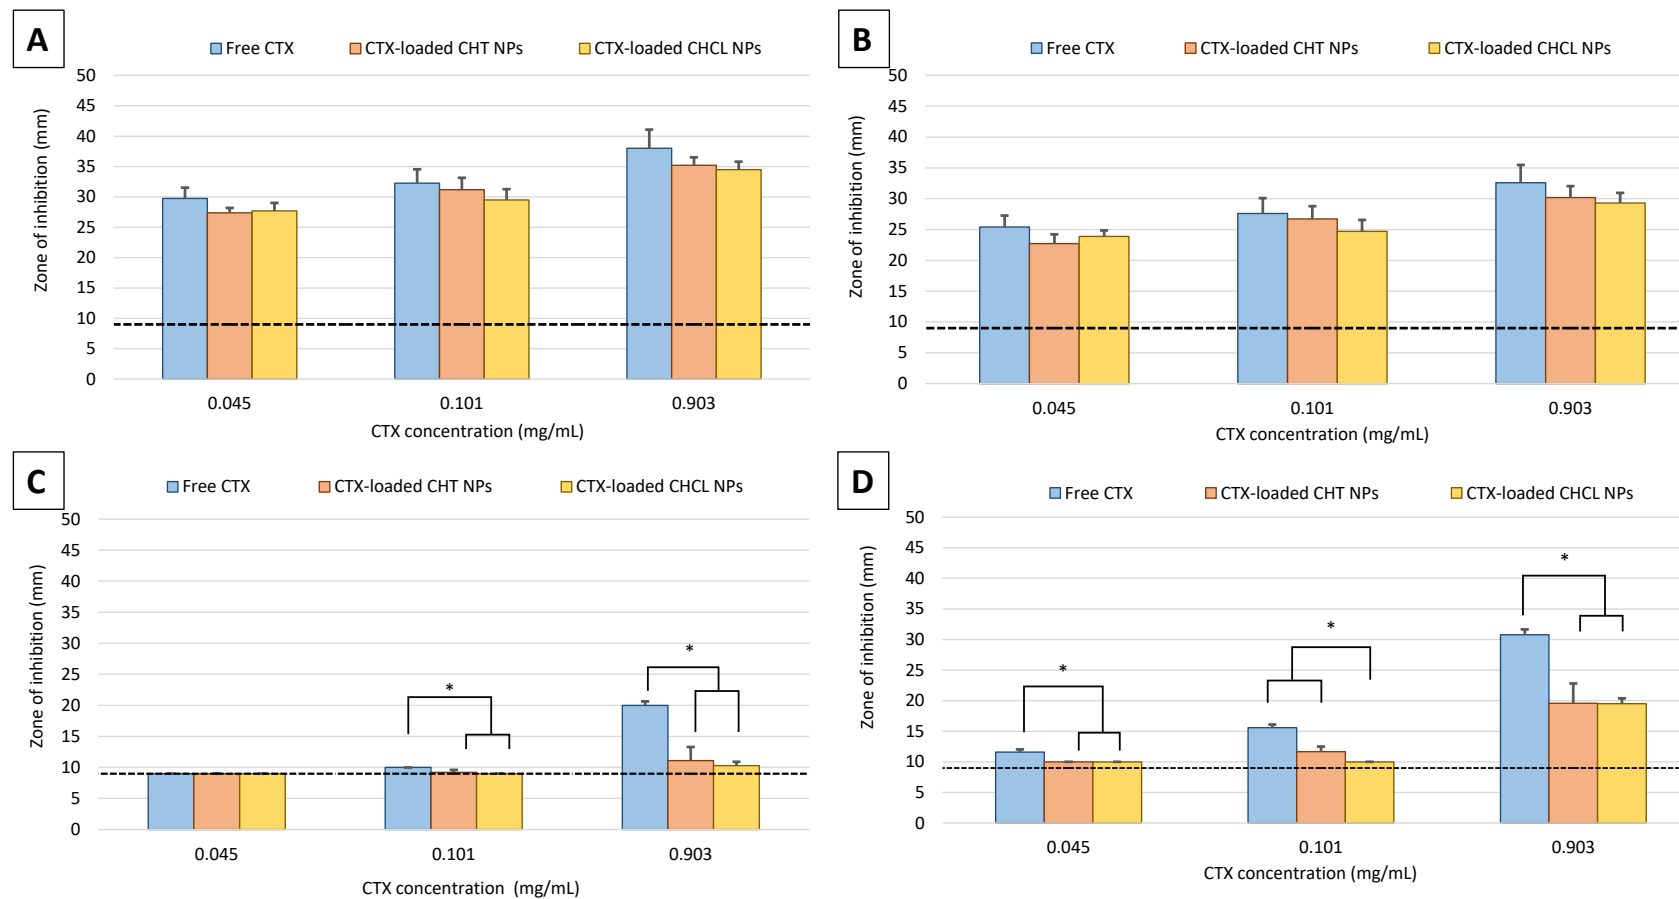 A
Free CTX CTX-loaded CHT NPs CTX-loaded CHCL NPs
Zone of inhibition (mm)
50
45
40
35
30
25
20
15
10
5
0
0.045 0.101 0.903
CTX concentration (mg/mL)
B
Free CTX CTX-loaded CHT NPs CTX-loaded CHCL NPs
Zone of inhibition (mm)
50
45
40
35
30
25
20
15
10
5
0
0.045 0.101 0.903
CTX concentration (mg/mL)
C
Free CTX CTX-loaded CHT NPs CTX-loaded CHCL NPs
Zone of inhibition (mm)
50
45
40
35
30
25
20
15
10
5
0
* *
0.045 0.101 0.903
CTX concentration (mg/mL)
D
Free CTX CTX-loaded CHT NPs CTX-loaded CHCL NPs
Zone of inhibition (mm)
50
45
40
35
30
25
20
15
10
5
0
* * *
0.045 0.101 0.903
CTX concentration (mg/mL)